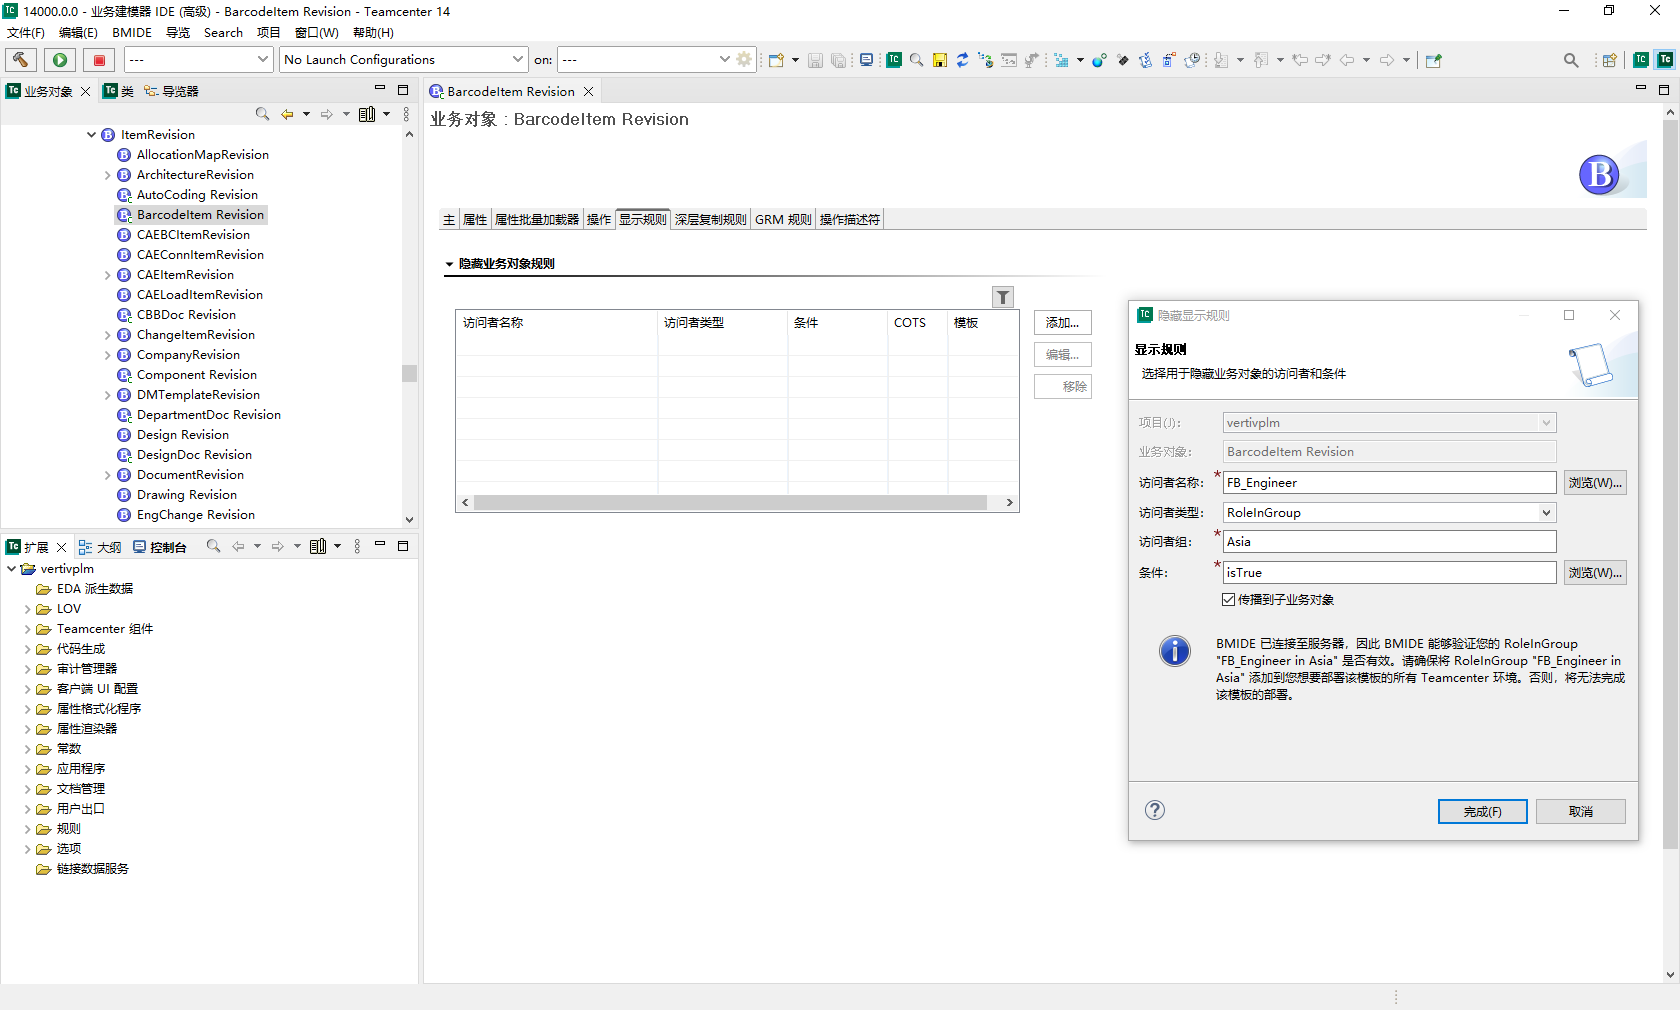 14000.0.0 - 业务建模器 IDE (高级) - BarcodeItem Revision - Teamcenter 14
文件(F) 编辑(E) BMIDE 导览 Search 项目 窗口(W) 帮助(H)
--- No Launch Configurations on: ---
业务对象 类 导览器
ItemRevision
AllocationMapRevision
ArchitectureRevision
AutoCoding Revision
BarcodeItem Revision
CAEBCItemRevision
CAEConnItemRevision
CAEItemRevision
CAELoadItemRevision
CBBDoc Revision
ChangeItemRevision
CompanyRevision
Component Revision
DMTemplateRevision
DepartmentDoc Revision
Design Revision
DesignDoc Revision
DocumentRevision
Drawing Revision
EngChange Revision
扩展 大纲 控制台
vertivplm
EDA 派生数据
LOV
Teamcenter 组件
代码生成
审计管理器
客户端 UI 配置
属性格式化程序
属性渲染器
常数
应用程序
文档管理
用户出口
规则
选项
链接数据服务
BarcodeItem Revision
业务对象 : BarcodeItem Revision
B
主 属性 属性批量加载器 操作 显示规则 深层复制规则 GRM 规则 操作描述符
隐藏业务对象规则
访问者名称 访问者类型 条件 COTS 模板
添加...
编辑...
移除
隐藏显示规则
显示规则
选择用于隐藏业务对象的访问者和条件
项目(J): vertivplm
业务对象: BarcodeItem Revision
访问者名称: * FB_Engineer 浏览(W)...
访问者类型: RoleInGroup
访问者组: * Asia
条件: * isTrue 浏览(W)...
传播到子业务对象
BMIDE 已连接至服务器，因此 BMIDE 能够验证您的 RoleInGroup
"FB_Engineer in Asia" 是否有效。请确保将 RoleInGroup "FB_Engineer in
Asia" 添加到您想要部署该模板的所有 Teamcenter 环境。否则，将无法完成
该模板的部署。
完成(F) 取消